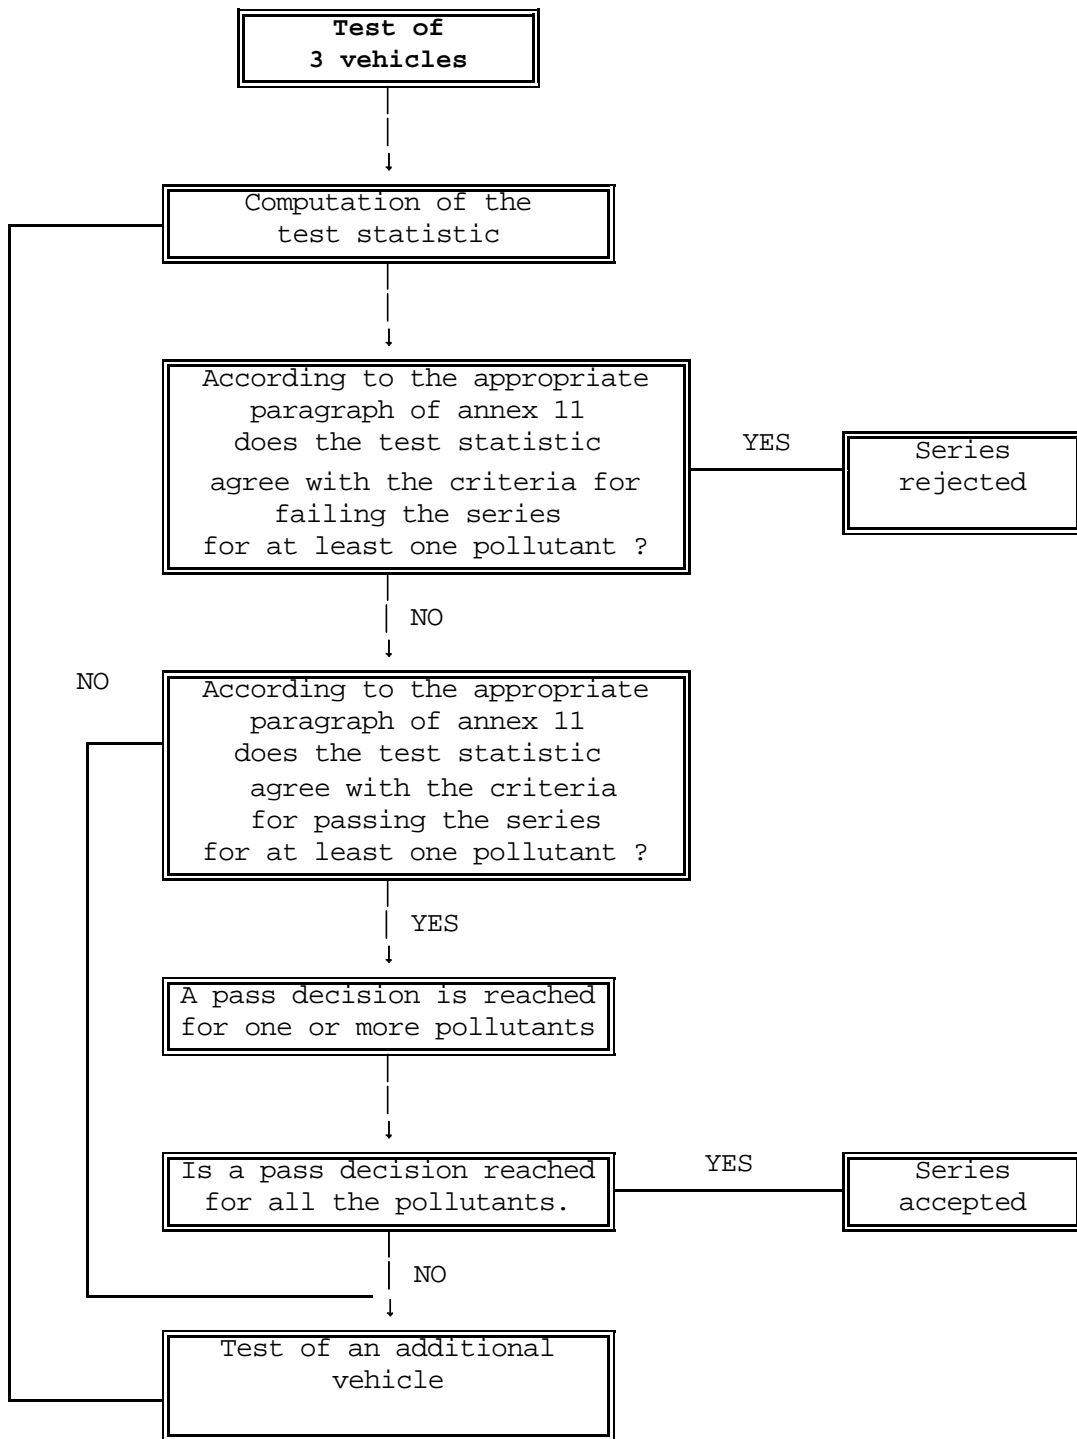 Test of
3 vehicles
Computation of the
test statistic
According to the appropriate
paragraph of annex 11
does the test statistic
agree with the criteria for
failing the series
for at least one pollutant ?
YES
Series
rejected
NO
NO
According to the appropriate
paragraph of annex 11
does the test statistic
agree with the criteria
for passing the series
for at least one pollutant ?
YES
A pass decision is reached
for one or more pollutants
Is a pass decision reached
for all the pollutants.
YES
Series
accepted
NO
Test of an additional
vehicle